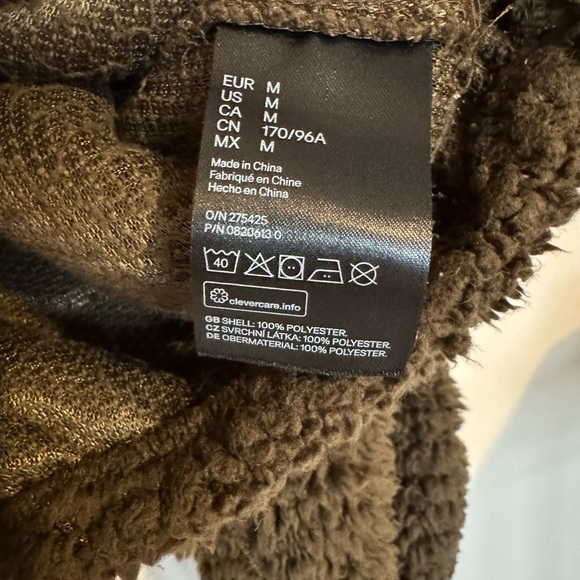 EUR M
US M
CA M
CN 170/96A
MX M
Made in China
Fabriqué en Chine
Hecho en China
O/N 275425
P/N 0820613 0
40
clevercare.info
GB SHELL: 100% POLYESTER.
CZ SVRCHNÍ LÁTKA: 100% POLYESTER.
DE OBERMATERIAL: 100% POLYESTER.